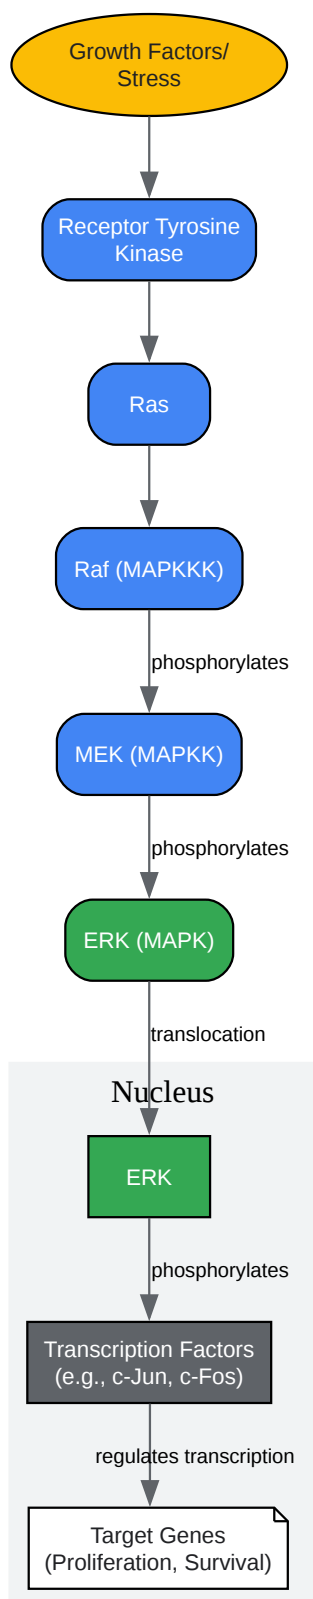 Growth Factors/
Stress
Receptor Tyrosine
Kinase
Ras
Raf (MAPKKK)
phosphorylates
MEK (MAPKK)
phosphorylates
ERK (MAPK)
translocation
Nucleus
ERK
phosphorylates
Transcription Factors
(e.g., c-Jun, c-Fos)
regulates transcription
Target Genes
(Proliferation, Survival)